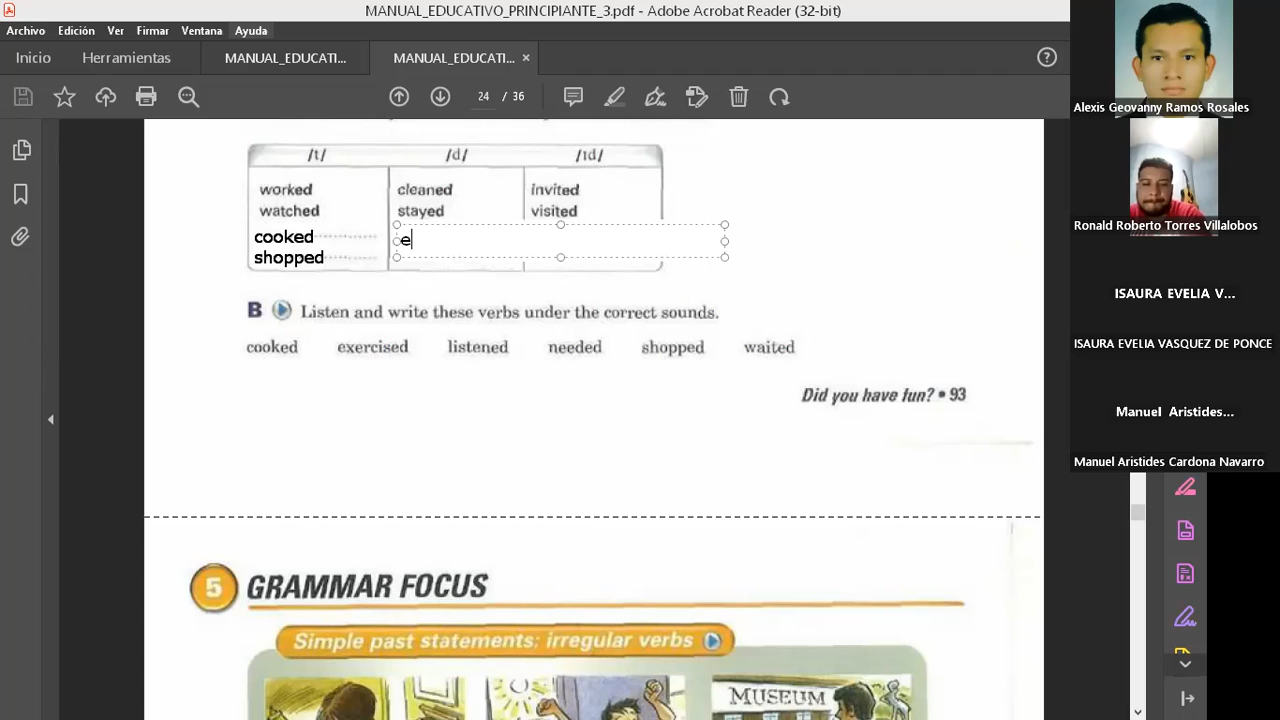 MANUAL_EDUCATIVO_PRINCIPIANTE_3.pdf - Adobe Acrobat Reader (32-bit)
Archivo Edición Ver Firmar Ventana Ayuda
Inicio Herramientas MANUAL_EDUCATI... MANUAL_EDUCATI... ×
24 / 36
/t/ /d/ /ɪd/
worked cleaned invited
watched stayed visited
cooked e
shopped
B Listen and write these verbs under the correct sounds.
cooked exercised listened needed shopped waited
Did you have fun? • 93
5 GRAMMAR FOCUS
Simple past statements: irregular verbs
MUSEUM
Alexis Geovanny Ramos Rosales
Ronald Roberto Torres Villalobos
ISAURA EVELIA V...
ISAURA EVELIA VASQUEZ DE PONCE
Manuel Aristides...
Manuel Aristides Cardona Navarro